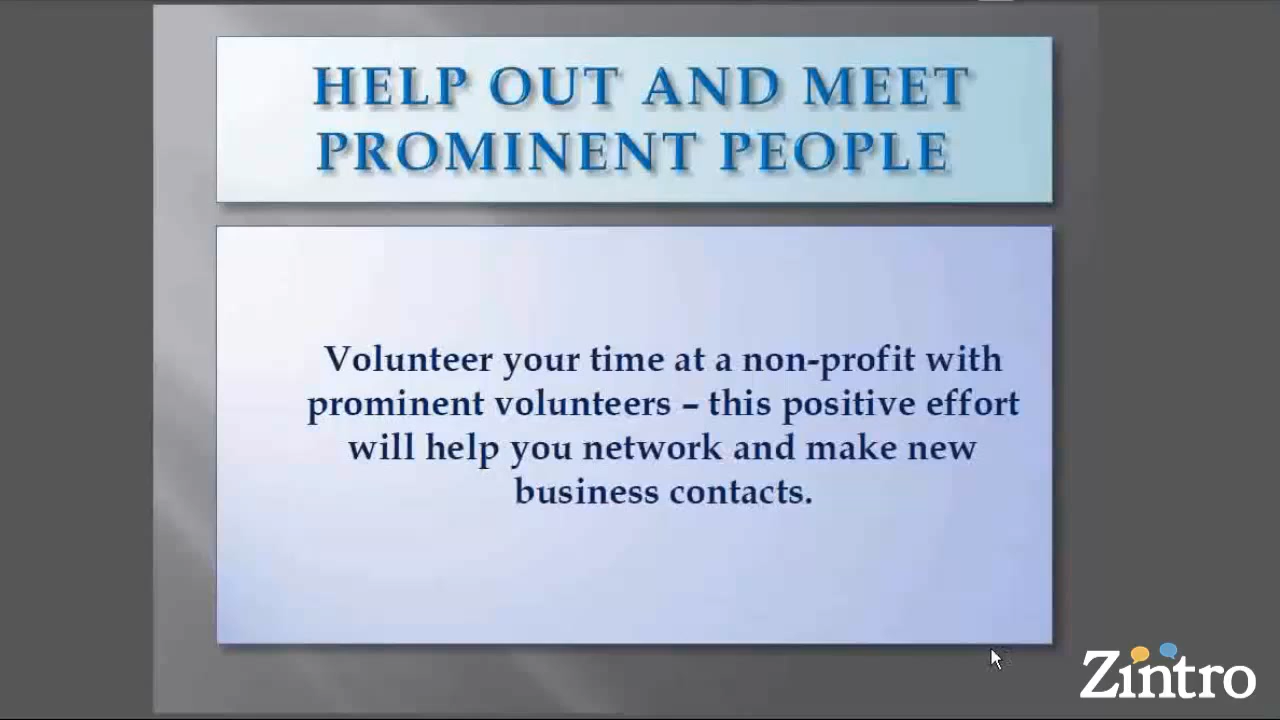 HELP OUT AND MEET
PROMINENT PEOPLE
Volunteer your time at a non-profit with
prominent volunteers – this positive effort
will help you network and make new
business contacts.
Zintro